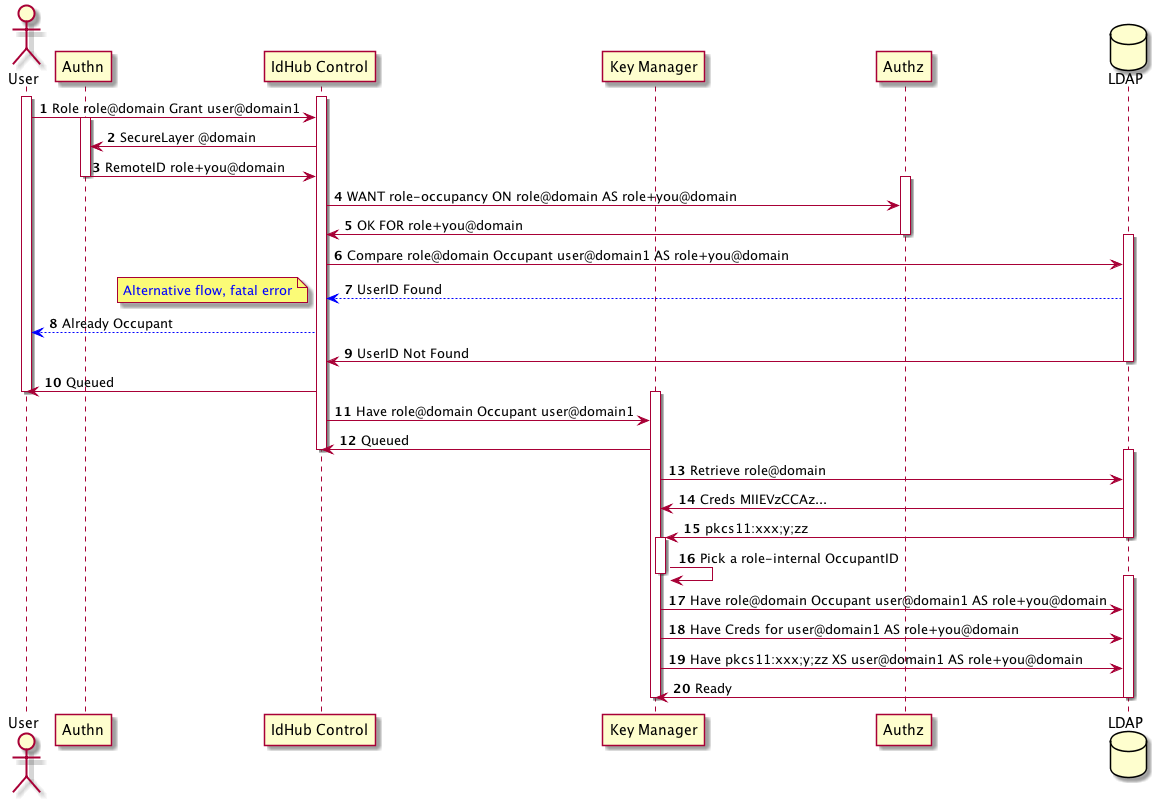 User
Authn
IdHub Control
Key Manager
Authz
LDAP
1 Role role@domain Grant user@domain1
2 SecureLayer @domain
3 RemoteID role+you@domain
4 WANT role-occupancy ON role@domain AS role+you@domain
5 OK FOR role+you@domain
6 Compare role@domain Occupant user@domain1 AS role+you@domain
Alternative flow, fatal error
7 UserID Found
8 Already Occupant
9 UserID Not Found
10 Queued
11 Have role@domain Occupant user@domain1
12 Queued
13 Retrieve role@domain
14 Creds MIIEVzCCAz...
15 pkcs11:xxx;y;zz
16 Pick a role-internal OccupantID
17 Have role@domain Occupant user@domain1 AS role+you@domain
18 Have Creds for user@domain1 AS role+you@domain
19 Have pkcs11:xxx;y;zz XS user@domain1 AS role+you@domain
20 Ready
User
Authn
IdHub Control
Key Manager
Authz
LDAP